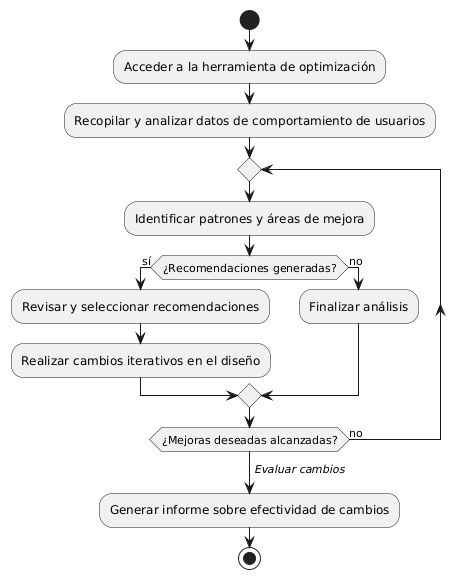 Acceder a la herramienta de optimización
Recopilar y analizar datos de comportamiento de usuarios
Identificar patrones y áreas de mejora
sí
¿Recomendaciones generadas?
no
Revisar y seleccionar recomendaciones
Finalizar análisis
Realizar cambios iterativos en el diseño
¿Mejoras deseadas alcanzadas?
no
Evaluar cambios
Generar informe sobre efectividad de cambios